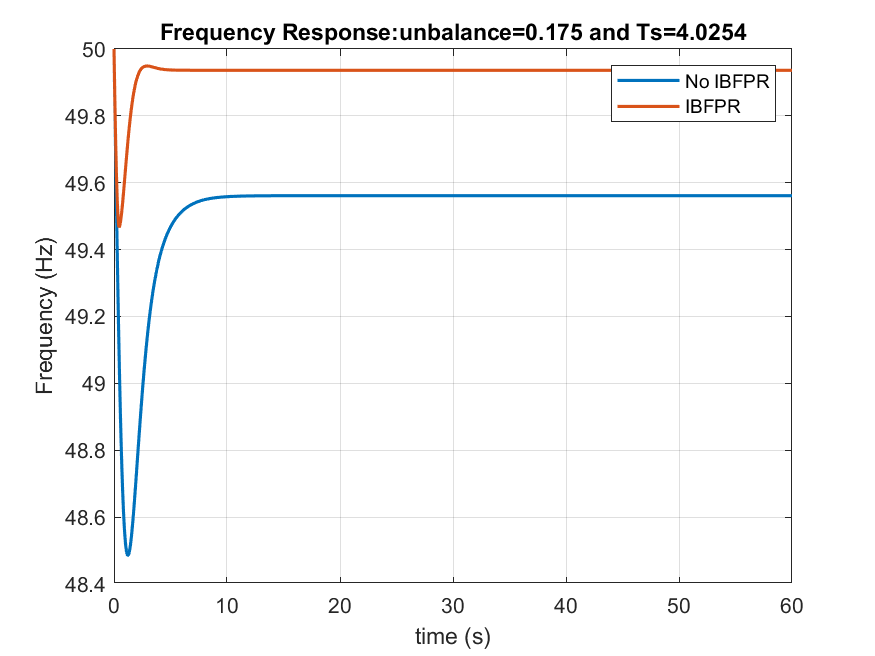 Frequency Response:unbalance=0.175 and Ts=4.0254
50
49.8
49.6
49.4
49.2
49
48.8
48.6
48.4
Frequency (Hz)
No IBFPR
IBFPR
0 10 20 30 40 50 60
time (s)